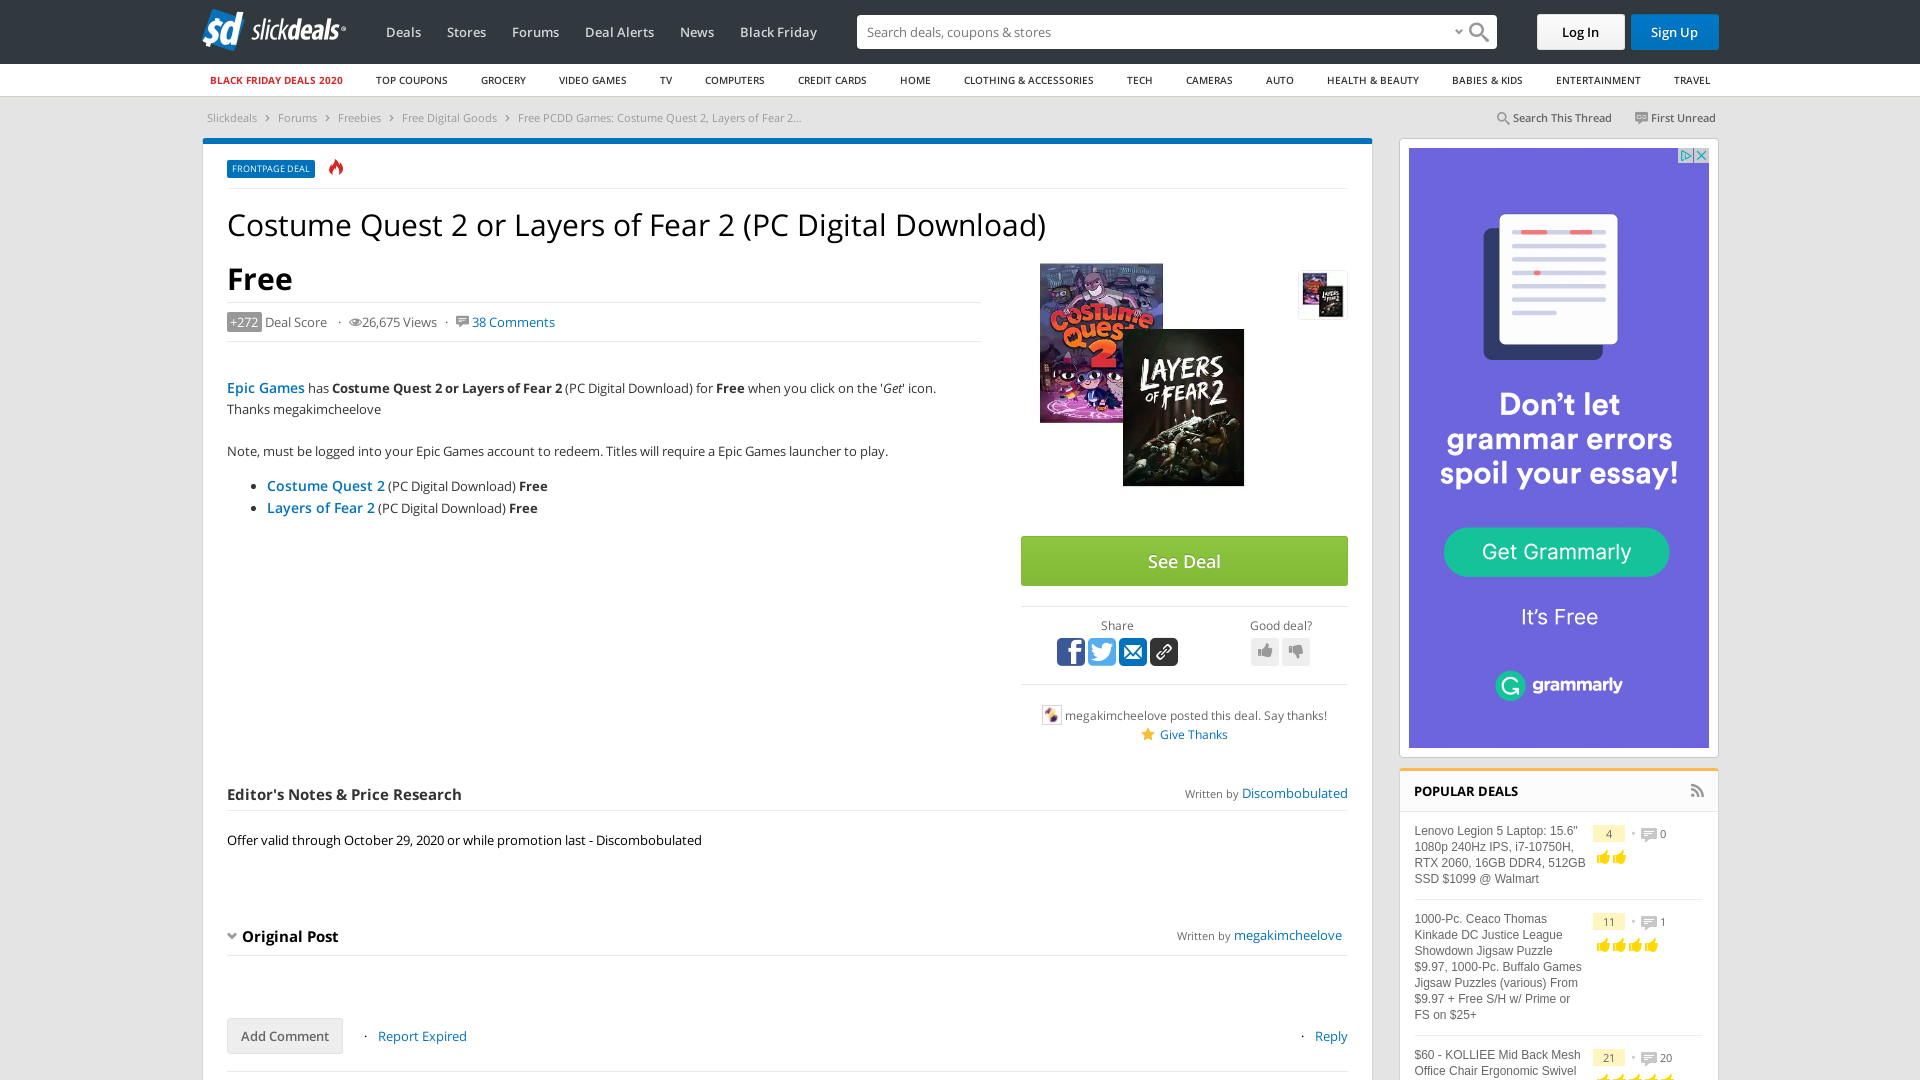 sd slickdeals
Deals
Stores
Forums
Deal Alerts
News
Black Friday
Search deals, coupons & stores
Log In
Sign Up
BLACK FRIDAY DEALS 2020
TOP COUPONS
GROCERY
VIDEO GAMES
TV
COMPUTERS
CREDIT CARDS
HOME
CLOTHING & ACCESSORIES
TECH
CAMERAS
AUTO
HEALTH & BEAUTY
BABIES & KIDS
ENTERTAINMENT
TRAVEL
Slickdeals > Forums > Freebies > Free Digital Goods > Free PCDD Games: Costume Quest 2, Layers of Fear 2...
Search This Thread
First Unread
FRONTPAGE DEAL
Costume Quest 2 or Layers of Fear 2 (PC Digital Download)
Free
+272 Deal Score · 26,675 Views · 38 Comments
Epic Games has Costume Quest 2 or Layers of Fear 2 (PC Digital Download) for Free when you click on the 'Get' icon.
Thanks megakimcheelove
Note, must be logged into your Epic Games account to redeem. Titles will require a Epic Games launcher to play.
• Costume Quest 2 (PC Digital Dowload) Free
• Layers of Fear 2 (PC Digital Download) Free
Costume
Quest
2
LAYERS
OF FEAR 2
See Deal
Share
Good deal?
megakimcheelove posted this deal. Say thanks!
Give Thanks
Editor's Notes & Price Research
Written by Discombobulated
Offer valid through October 29, 2020 or while promotion last - Discombobulated
Original Post
Written by megakimcheelove
Add Comment
· Report Expired
· Reply
Don't let
grammar errors
spoil your essay!
Get Grammarly
It's Free
grammarly
POPULAR DEALS
Lenovo Legion 5 Laptop: 15.6"
1080p 240Hz IPS, i7-10750H,
RTX 2060, 16GB DDR4, 512GB
SSD $1099 @ Walmart
4 • 0
1000-Pc. Ceaco Thomas
Kinkade DC Justice League
Showdown Jigsaw Puzzle
$9.97, 1000-Pc. Buffalo Games
Jigsaw Puzzles (various) From
$9.97 + Free S/H w/ Prime or
FS on $25+
11 • 1
$60 - KOLLIEE Mid Back Mesh
Office Chair Ergonomic Swivel
21 • 20